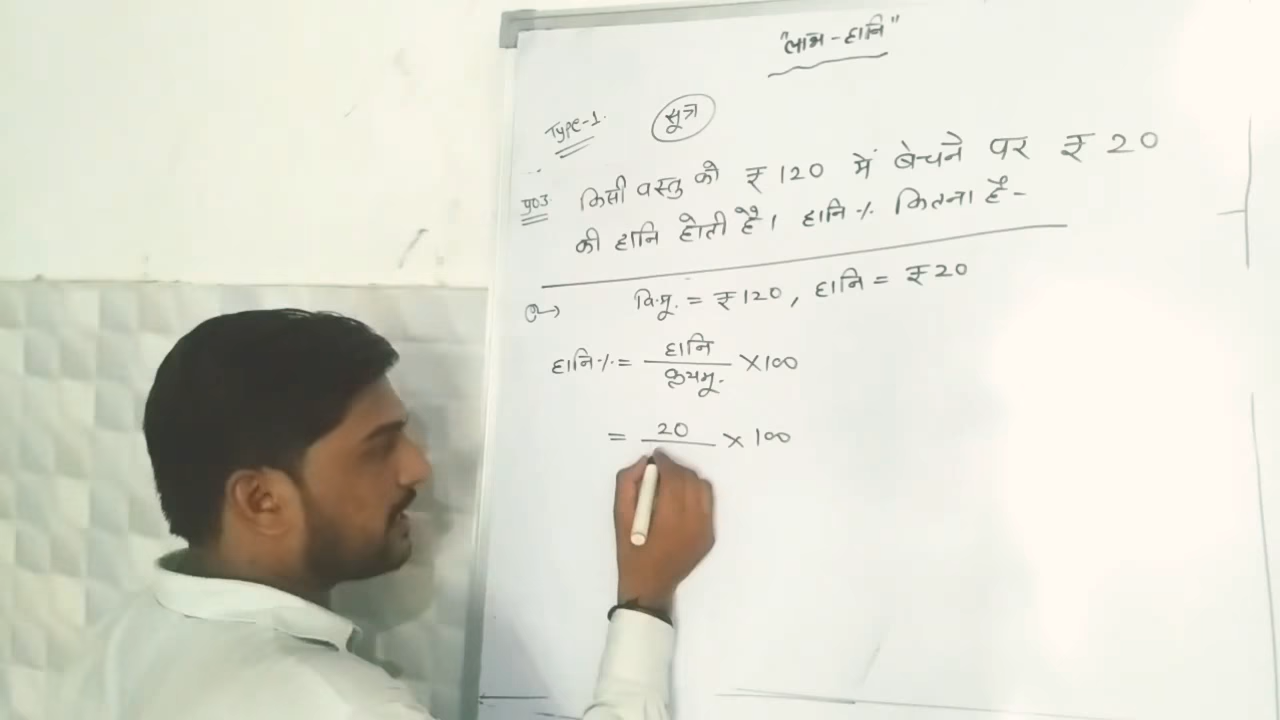 "लाभ-हानि"
Type-1. सूत्र
प्र03. किसी वस्तु को ₹120 में बेचने पर ₹20
की हानि होती है। हानि% कितना है-
वि.मू. = ₹120, हानि = ₹20
हानि% = हानि/क्रयमू. ×100
= 20/ × 100